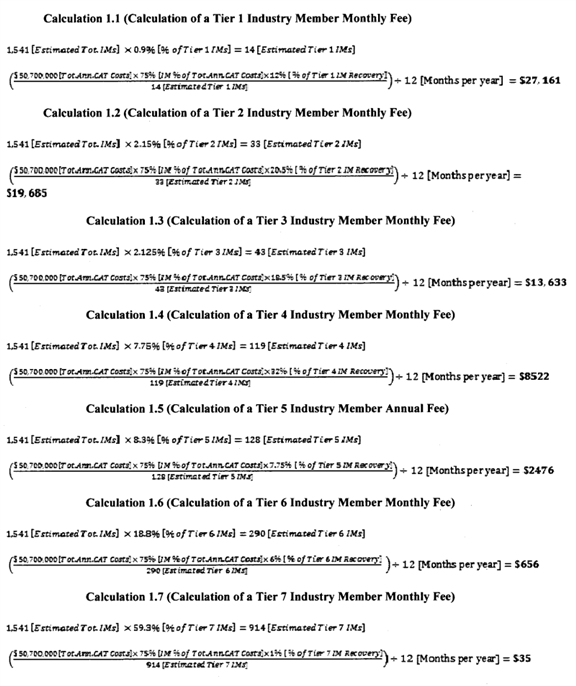 Calculation 1.1 (Calculation of a Tier 1 Industry Member Monthly Fee)
1,541 [Estimated Tot. IMs] × 0.9% [% of Tier 1 IMs] = 14 [Estimated Tier 1 IMs]
($50,700,000 [Tot.Ann.CAT Costs] × 75% [IM % of Tot.Ann.CAT Costs] × 12% [% of Tier 1 IM Recovery] / 14 [Estimated Tier 1 IMs]) ÷ 12 [Months per year] = $27,161
Calculation 1.2 (Calculation of a Tier 2 Industry Member Monthly Fee)
1,541 [Estimated Tot. IMs] × 2.15% [% of Tier 2 IMs] = 33 [Estimated Tier 2 IMs]
($50,700,000 [Tot.Ann.CAT Costs] × 75% [IM % of Tot.Ann.CAT Costs] × 20.5% [% of Tier 2 IM Recovery] / 33 [Estimated Tier 2 IMs]) ÷ 12 [Months per year] =
$19,685
Calculation 1.3 (Calculation of a Tier 3 Industry Member Monthly Fee)
1,541 [Estimated Tot. IMs] × 2.125% [% of Tier 3 IMs] = 43 [Estimated Tier 3 IMs]
($50,700,000 [Tot.Ann.CAT Costs] × 75% [IM % of Tot.Ann.CAT Costs] × 18.5% [% of Tier 3 IM Recovery] / 43 [Estimated Tier 3 IMs]) ÷ 12 [Months per year] = $13,633
Calculation 1.4 (Calculation of a Tier 4 Industry Member Monthly Fee)
1,541 [Estimated Tot. IMs] × 7.75% [% of Tier 4 IMs] = 119 [Estimated Tier 4 IMs]
($50,700,000 [Tot.Ann.CAT Costs] × 75% [IM % of Tot.Ann.CAT Costs] × 32% [% of Tier 4 IM Recovery] / 119 [Estimated Tier 4 IMs]) ÷ 12 [Months per year] = $8522
Calculation 1.5 (Calculation of a Tier 5 Industry Member Annual Fee)
1,541 [Estimated Tot. IMs] × 8.3% [% of Tier 5 IMs] = 128 [Estimated Tier 5 IMs]
($50,700,000 [Tot.Ann.CAT Costs] × 75% [IM % of Tot.Ann.CAT Costs] × 7.75% [% of Tier 5 IM Recovery] / 128 [Estimated Tier 5 IMs]) ÷ 12 [Months per year] = $2476
Calculation 1.6 (Calculation of a Tier 6 Industry Member Monthly Fee)
1,541 [Estimated Tot. IMs] × 18.8% [% of Tier 6 IMs] = 290 [Estimated Tier 6 IMs]
($50,700,000 [Tot.Ann.CAT Costs] × 75% [IM % of Tot.Ann.CAT Costs] × 6% [% of Tier 6 IM Recovery] / 290 [Estimated Tier 6 IMs]) ÷ 12 [Months per year] = $656
Calculation 1.7 (Calculation of a Tier 7 Industry Member Monthly Fee)
1,541 [Estimated Tot. IMs] × 59.3% [% of Tier 7 IMs] = 914 [Estimated Tier 7 IMs]
($50,700,000 [Tot.Ann.CAT Costs] × 75% [IM % of Tot.Ann.CAT Costs] × 1% [% of Tier 7 IM Recovery] / 914 [Estimated Tier 7 IMs]) ÷ 12 [Months per year] = $35